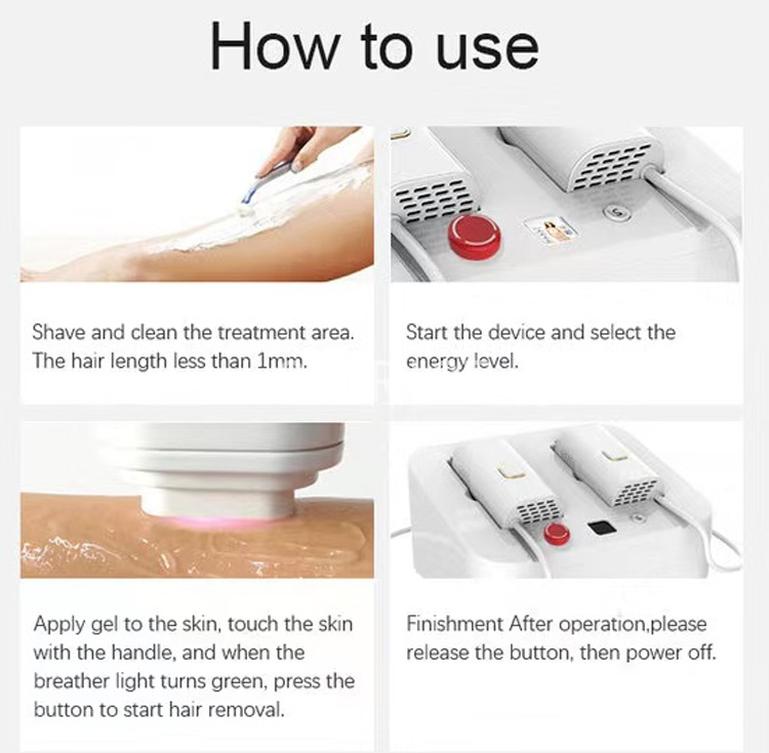 How to use
Shave and clean the treatment area.
The hair length less than 1mm.
Start the device and select the
energy level.
Apply gel to the skin, touch the skin
with the handle, and when the
breather light turns green, press the
button to start hair removal.
Finishment After operation,please
release the button, then power off.